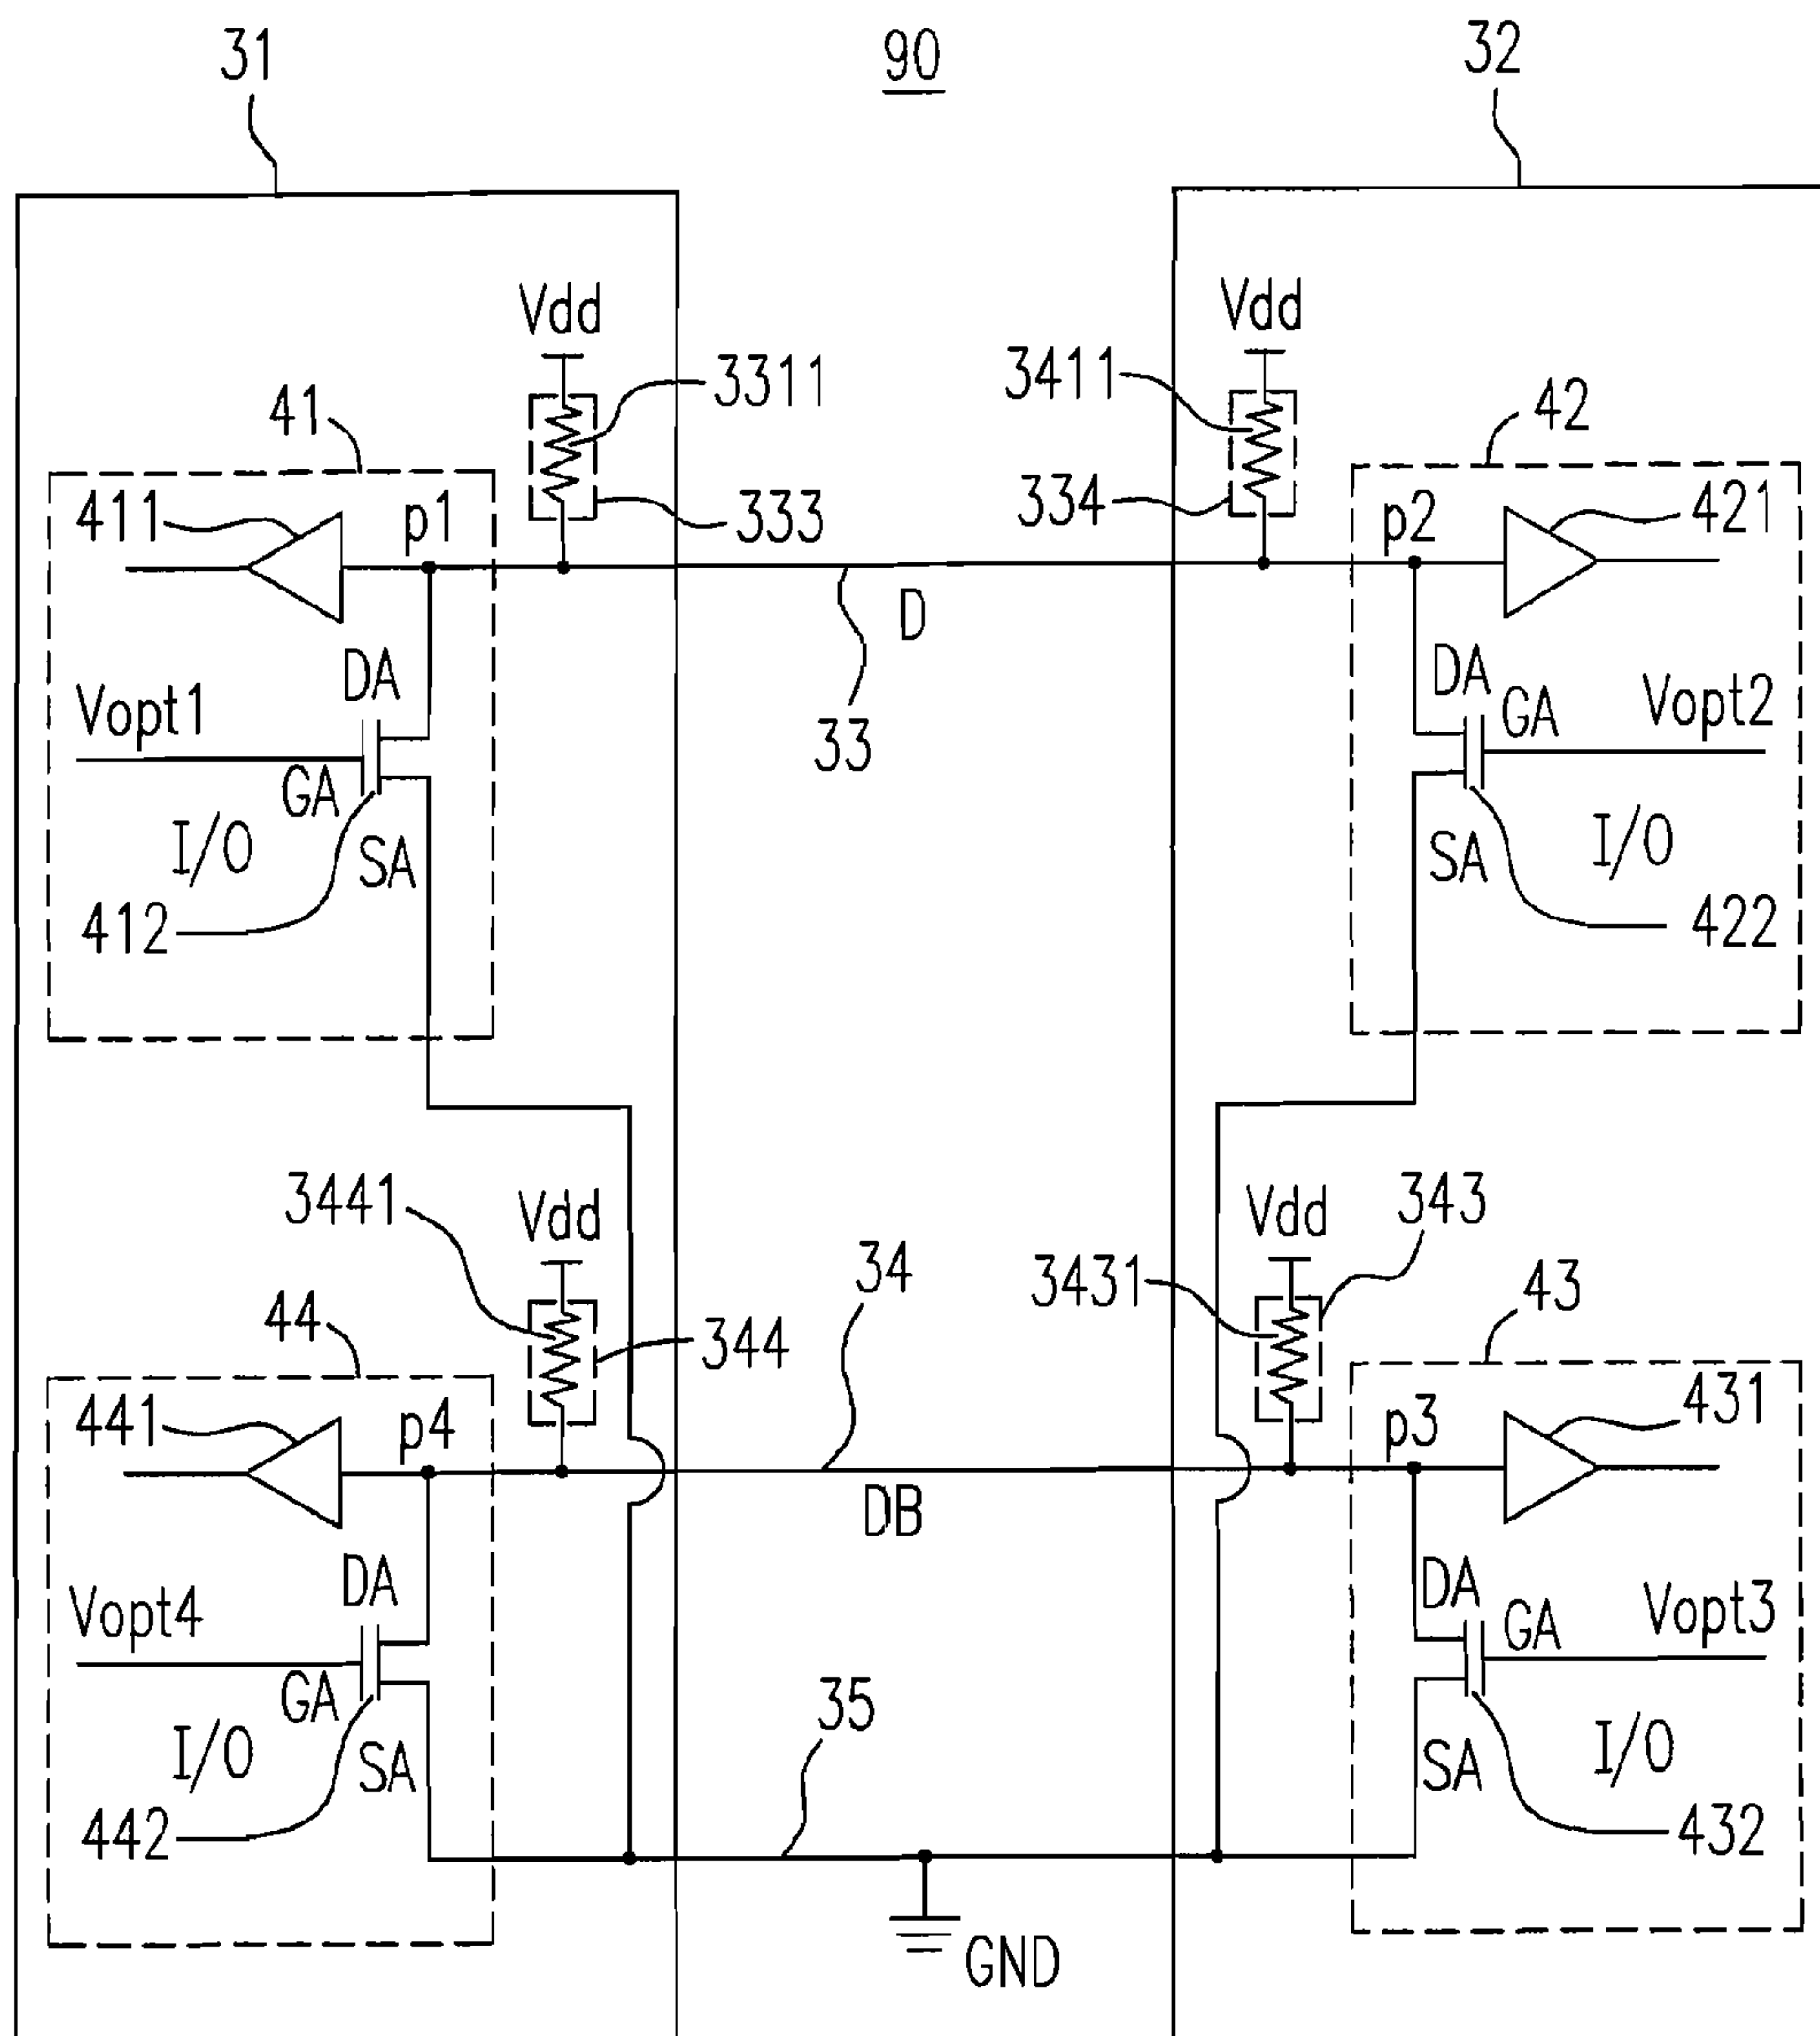 31
90
32
Vdd
Vdd
3311
3411
41
42
411
p1
333
334
p2
421
D
DA
DA
Vopt1
33
GA
Vopt2
GA
I/O
SA
SA
I/O
412
422
3441
Vdd
Vdd
343
34
3431
44
43
344
441
p4
p3
431
DB
DA
DA
Vopt4
GA
Vopt3
GA
35
I/O
SA
SA
I/O
442
432
GND